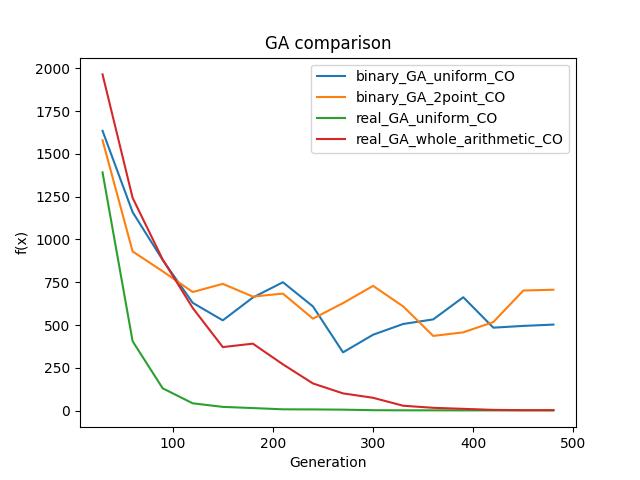 GA comparison
binary_GA_uniform_CO
binary_GA_2point_CO
real_GA_uniform_CO
real_GA_whole_arithmetic_CO
f(x)
2000
1750
1500
1250
1000
750
500
250
0
100 200 300 400 500
Generation